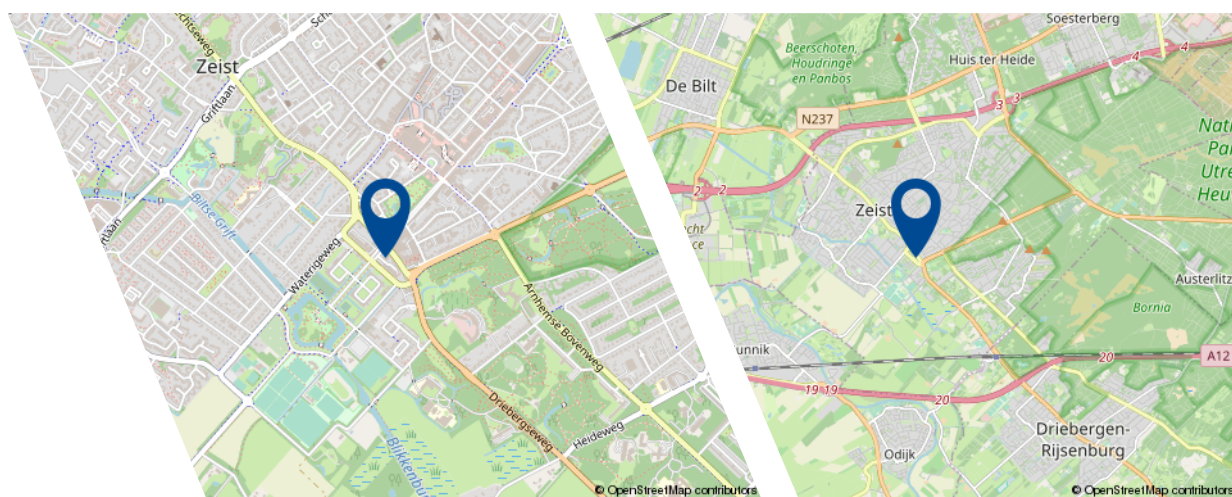 Zeist
Griftlaan
Biltse Grift
Waterigeweg
Arnhemse Bovenweg
Driebergseweg
Heideweg
© OpenStreetMap contributors
Soesterberg
Beerschoten,
Houdringe
en Panbos
Huis ter Heide
4
4
De Bilt
3
3
N237
2
2
Zeist
Austerlitz
Bornia
20
A12
19
19
20
Driebergen-
Rijsenburg
Odijk
© OpenStreetMap contributors